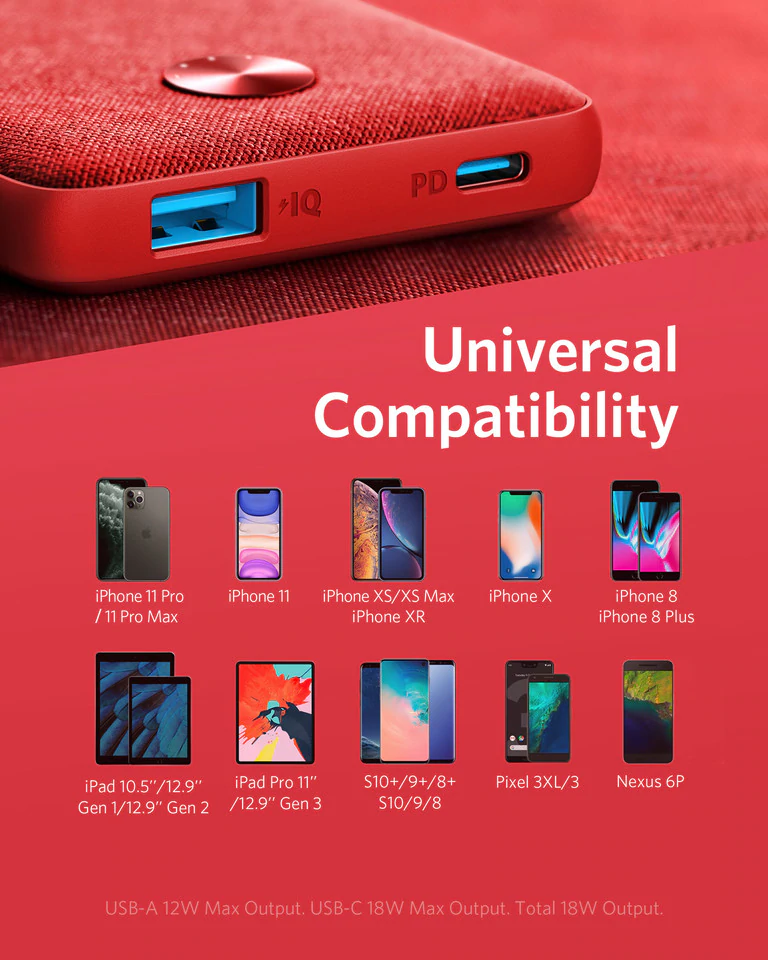 IQ
PD
Universal
Compatibility
iPhone 11 Pro
/ 11 Pro Max
iPhone 11
iPhone XS/XS Max
iPhone XR
iPhone X
iPhone 8
iPhone 8 Plus
iPad 10.5’’/12.9’’
Gen 1/12.9’’ Gen 2
iPad Pro 11’’
/12.9’’ Gen 3
S10+/9+/8+
S10/9/8
Pixel 3XL/3
Nexus 6P
USB-A 12W Max Output. USB-C 18W Max Output. Total 18W Output.